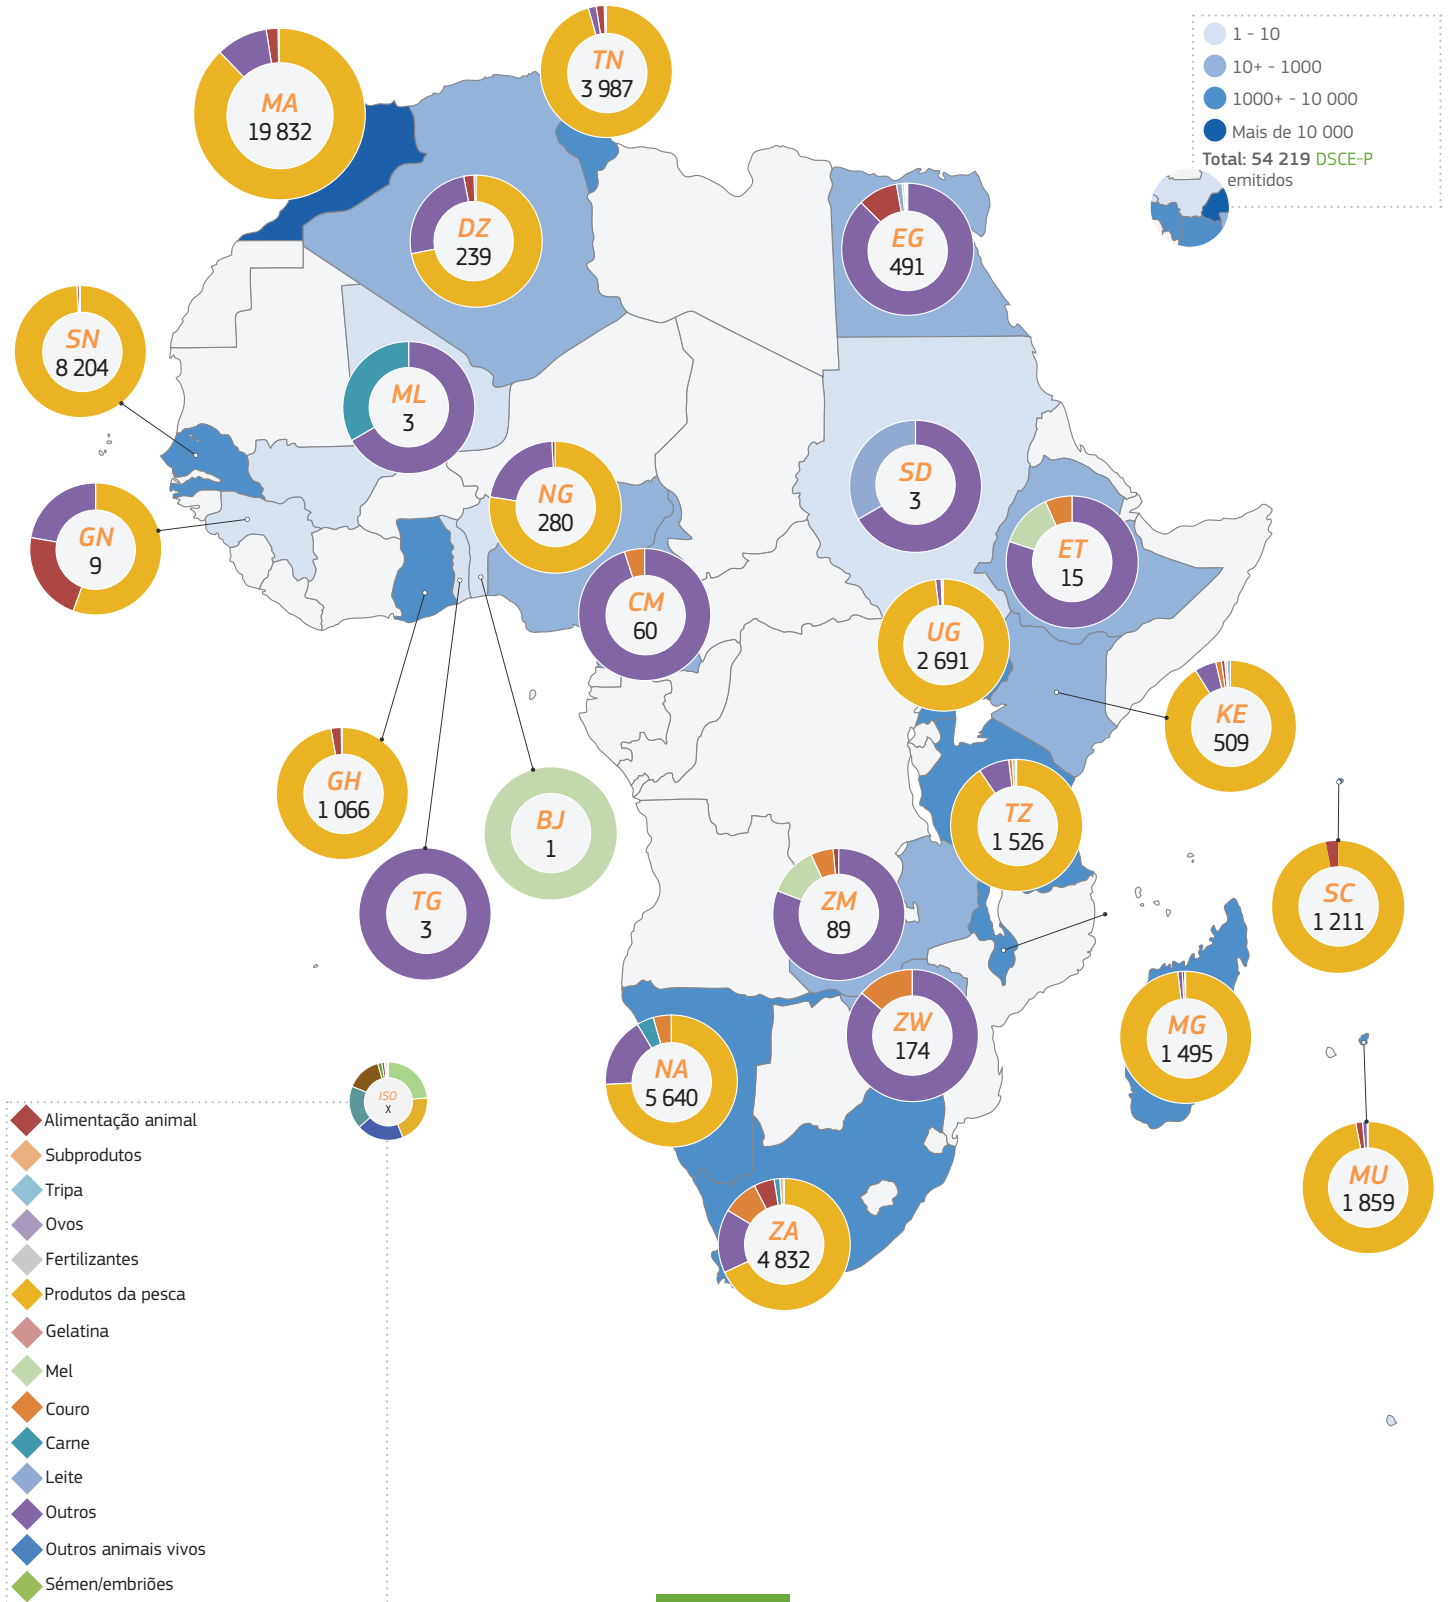 1 - 10
10+ - 1000
1000+ - 10 000
Mais de 10 000
Total: 54 219 DSCE-P
emitidos
TN
3 987
MA
19 832
DZ
239
EG
491
SN
8 204
ML
3
SD
3
NG
280
GN
9
ET
15
CM
60
UG
2 691
KE
509
GH
1 066
BJ
1
TZ
1 526
TG
3
ZM
89
SC
1 211
ZW
174
MG
1 495
NA
5 640
ISO
X
MU
1 859
ZA
4 832
Alimentação animal
Subprodutos
Tripa
Ovos
Fertilizantes
Produtos da pesca
Gelatina
Mel
Couro
Carne
Leite
Outros
Outros animais vivos
Sémen/embriões